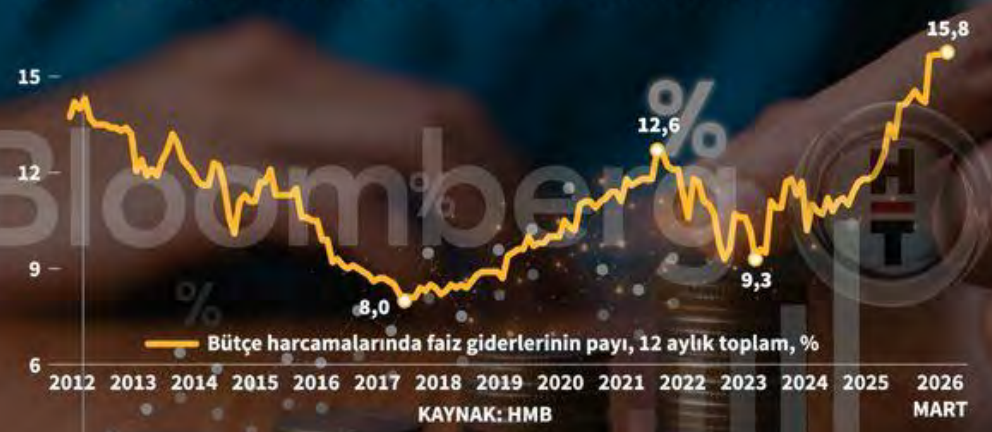 15,8
15
12,6
12
9
9,3
8,0
Bütçe harcamalarında faiz giderlerinin payı, 12 aylık toplam, %
6
2012 2013 2014 2015 2016 2017 2018 2019 2020 2021 2022 2023 2024 2025 2026
MART
KAYNAK: HMB
Bloomberg
HT
%
%
%